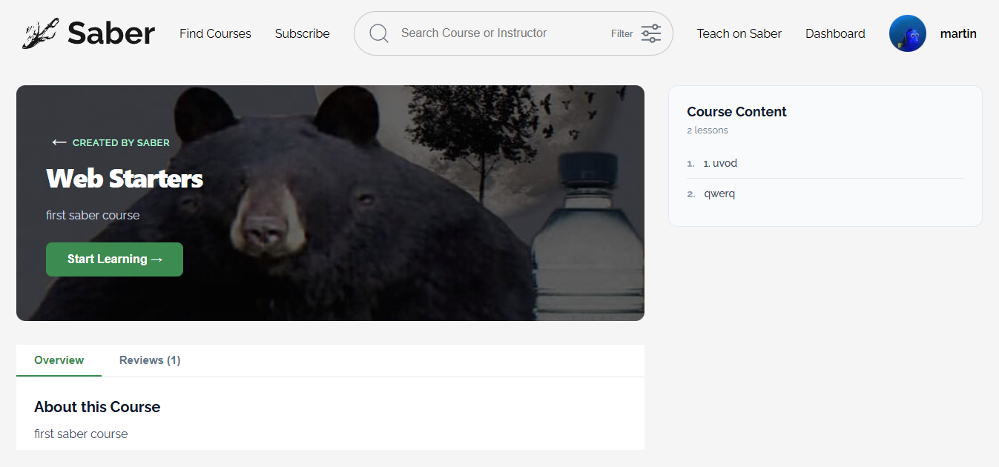 Saber
Find Courses
Subscribe
Search Course or Instructor
Filter
Teach on Saber
Dashboard
martin
← CREATED BY SABER
Web Starters
first saber course
Start Learning →
Course Content
2 lessons
1. 1. uvod
2. qwerq
Overview
Reviews (1)
About this Course
first saber course